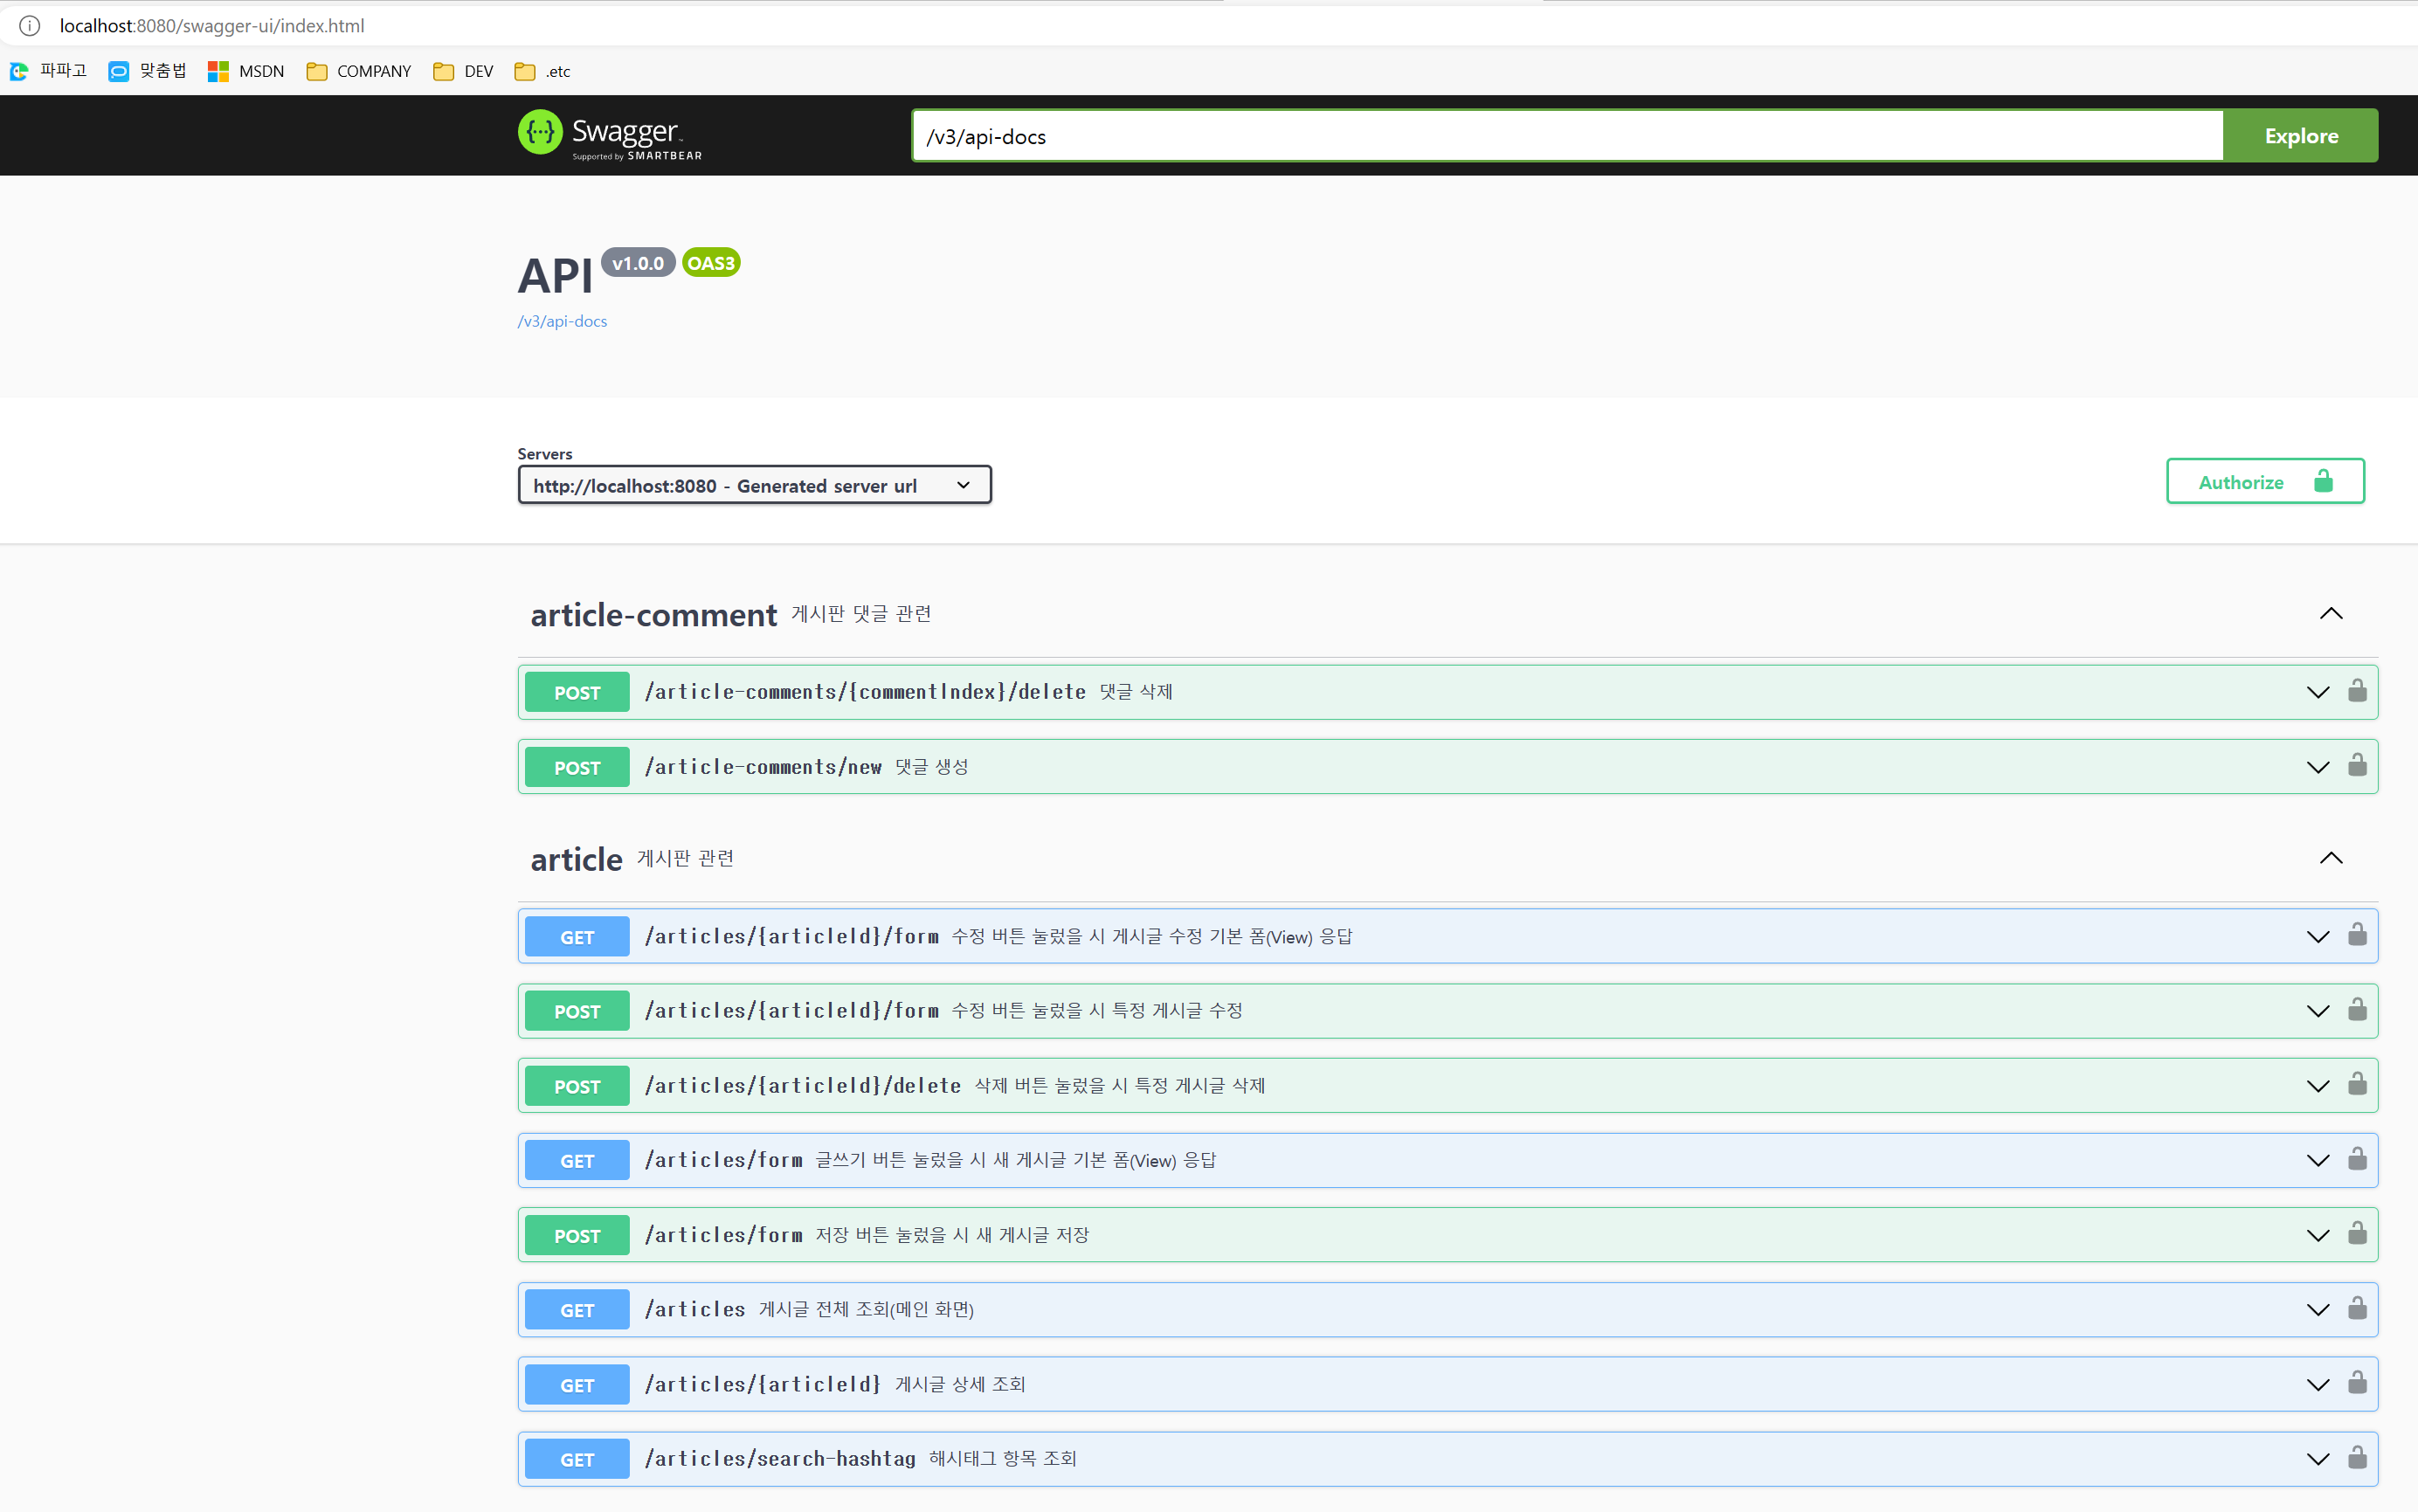 localhost:8080/swagger-ui/index.html
파파고 맞춤법 MSDN COMPANY DEV .etc
Swagger
Supported by SMARTBEAR
/v3/api-docs Explore
API v1.0.0 OAS3
/v3/api-docs
Servers
http://localhost:8080 - Generated server url
Authorize
article-comment 게시판 댓글 관련
POST /article-comments/{commentIndex}/delete 댓글 삭제
POST /article-comments/new 댓글 생성
article 게시판 관련
GET /articles/{articleId}/form 수정 버튼 눌렀을 시 게시글 수정 기본 폼(View) 응답
POST /articles/{articleId}/form 수정 버튼 눌렀을 시 특정 게시글 수정
POST /articles/{articleId}/delete 삭제 버튼 눌렀을 시 특정 게시글 삭제
GET /articles/form 글쓰기 버튼 눌렀을 시 새 게시글 기본 폼(View) 응답
POST /articles/form 저장 버튼 눌렀을 시 새 게시글 저장
GET /articles 게시글 전체 조회(메인 화면)
GET /articles/{articleId} 게시글 상세 조회
GET /articles/search-hashtag 해시태그 항목 조회